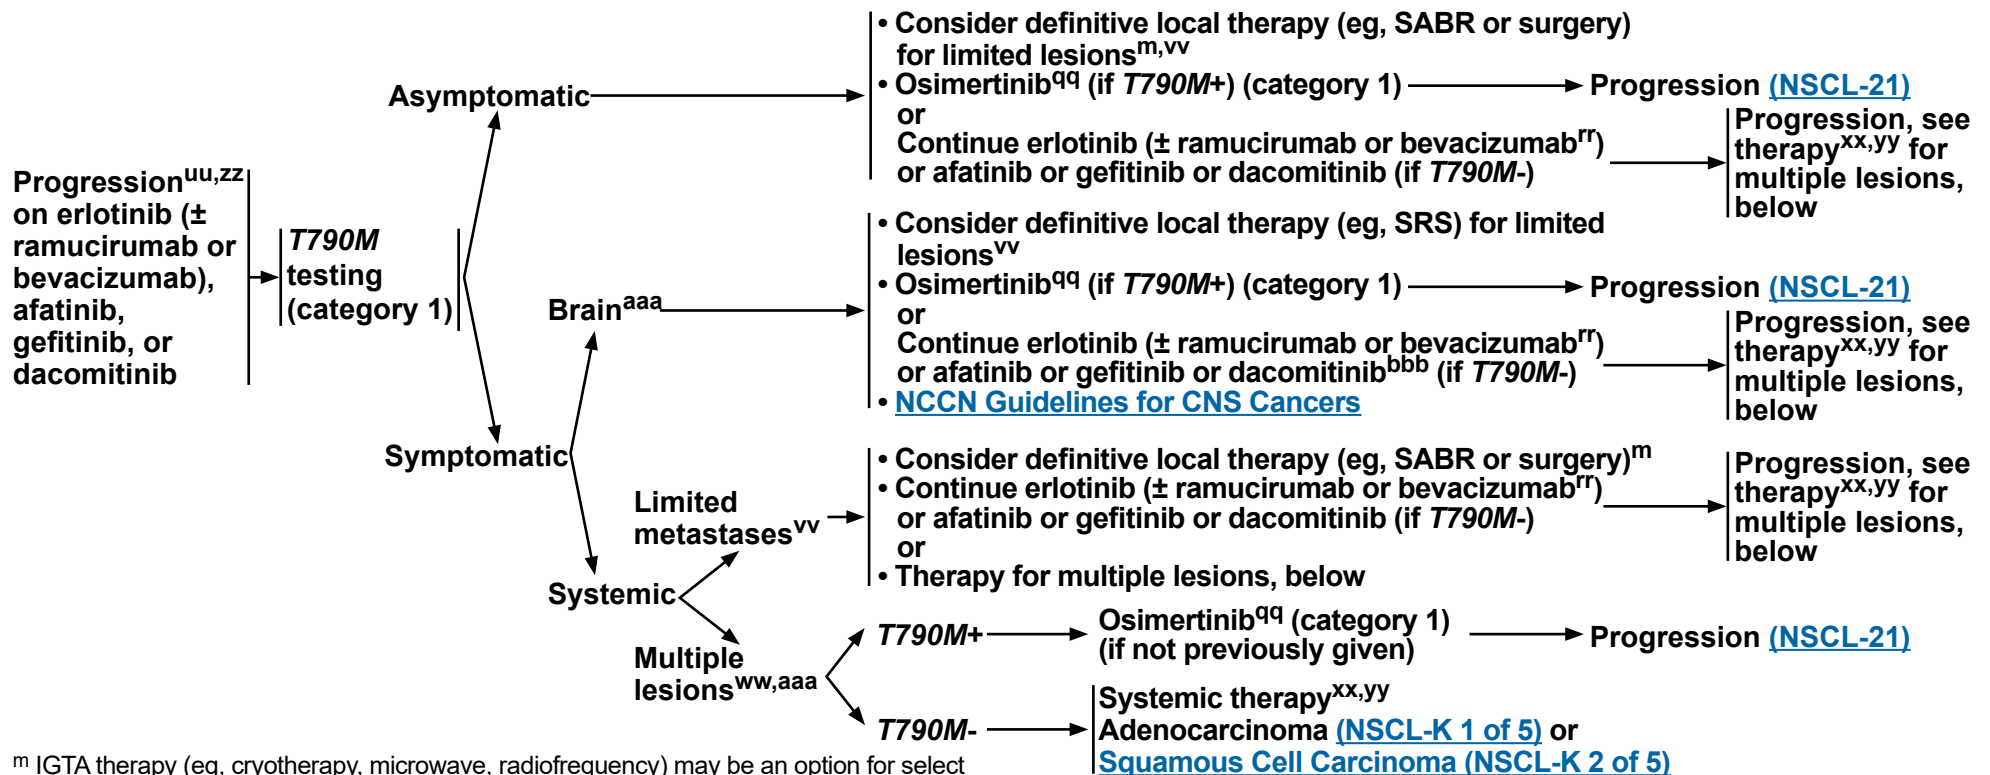 Progressionuu,zz
on erlotinib (±
ramucirumab or
bevacizumab),
afatinib,
gefitinib, or
dacomitinib
T790M
testing
(category 1)
Asymptomatic
• Consider definitive local therapy (eg, SABR or surgery)
for limited lesionsm,vv
• Osimertinibqq (if T790M+) (category 1)
or
Continue erlotinib (± ramucirumab or bevacizumabrr)
or afatinib or gefitinib or dacomitinib (if T790M-)
Progression (NSCL-21)
Progression, see
therapyxx,yy for
multiple lesions,
below
Symptomatic
Brainaaa
• Consider definitive local therapy (eg, SRS) for limited
lesionsvv
• Osimertinibqq (if T790M+) (category 1)
or
Continue erlotinib (± ramucirumab or bevacizumabrr)
or afatinib or gefitinib or dacomitinibbbb (if T790M-)
• NCCN Guidelines for CNS Cancers
Progression (NSCL-21)
Progression, see
therapyxx,yy for
multiple lesions,
below
Systemic
Limited
metastasesvv
• Consider definitive local therapy (eg, SABR or surgery)m
• Continue erlotinib (± ramucirumab or bevacizumabrr)
or afatinib or gefitinib or dacomitinib (if T790M-)
or
• Therapy for multiple lesions, below
Progression, see
therapyxx,yy for
multiple lesions,
below
Multiple
lesionsww,aaa
T790M+
Osimertinibqq (category 1)
(if not previously given)
Progression (NSCL-21)
T790M-
Systemic therapyxx,yy
Adenocarcinoma (NSCL-K 1 of 5) or
Squamous Cell Carcinoma (NSCL-K 2 of 5)
m IGTA therapy (eg, cryotherapy, microwave, radiofrequency) may be an option for select